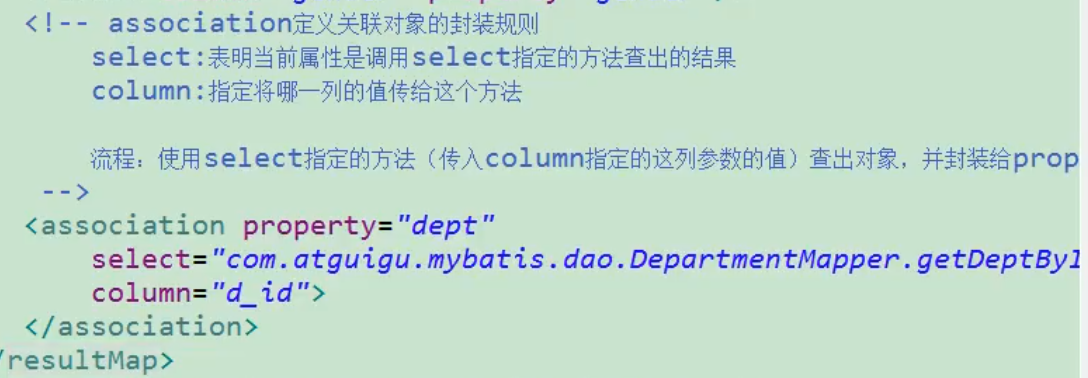 <!-- association定义关联对象的封装规则
select:表明当前属性是调用select指定的方法查出的结果
column:指定将哪一列的值传给这个方法
流程：使用select指定的方法（传入column指定的这列参数的值）查出对象，并封装给prop
-->
<association property="dept"
select="com.atguigu.mybatis.dao.DepartmentMapper.getDeptByI
column="d_id">
</association>
/resultMap>